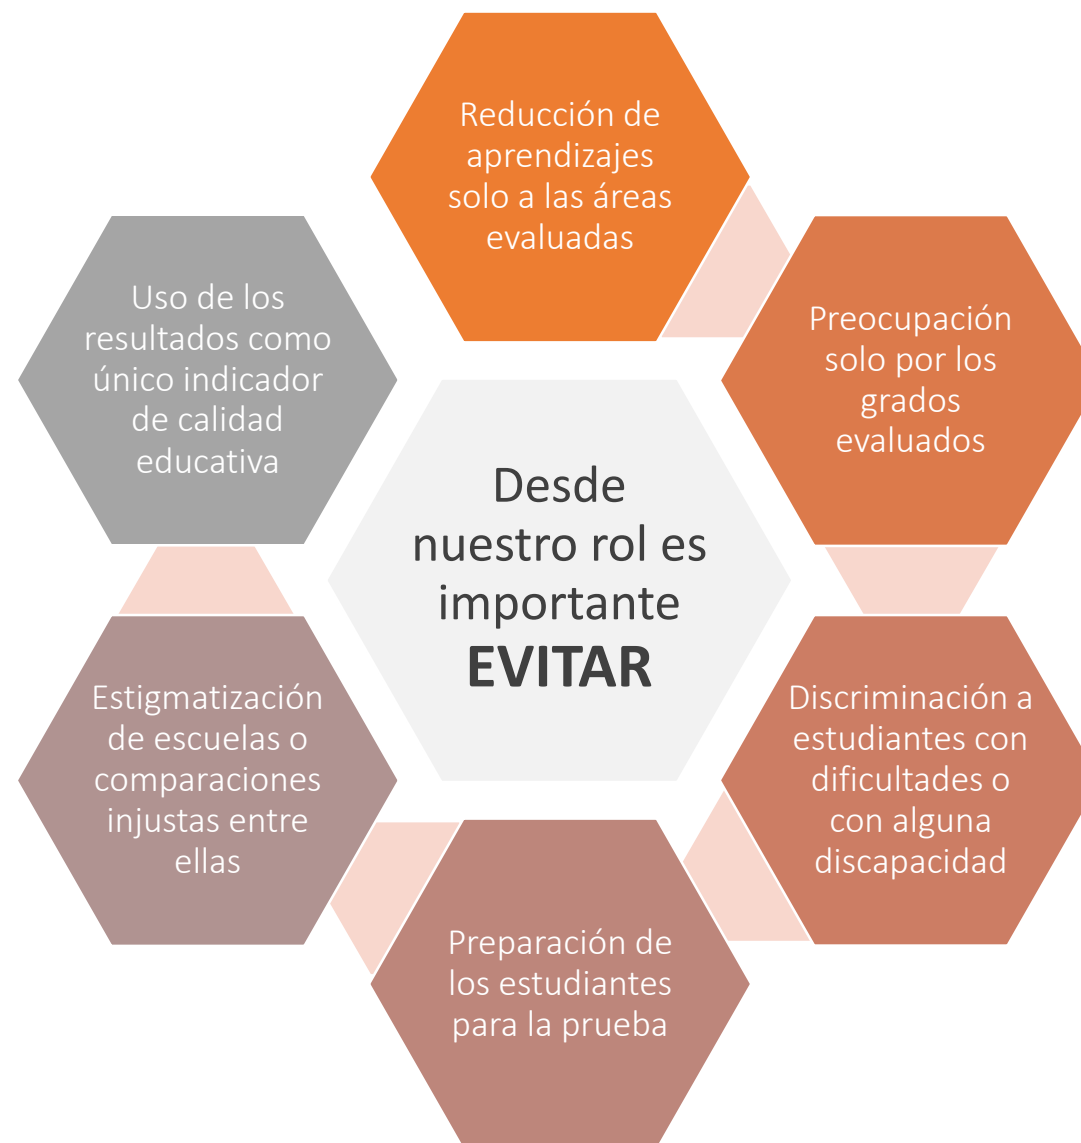 Reducción de
aprendizajes
solo a las áreas
evaluadas
Preocupación
solo por los
grados
evaluados
Discriminación a
estudiantes con
dificultades o
con alguna
discapacidad
Preparación de
los estudiantes
para la prueba
Estigmatización
de escuelas o
comparaciones
injustas entre
ellas
Uso de los
resultados como
único indicador
de calidad
educativa
Desde
nuestro rol es
importante
EVITAR